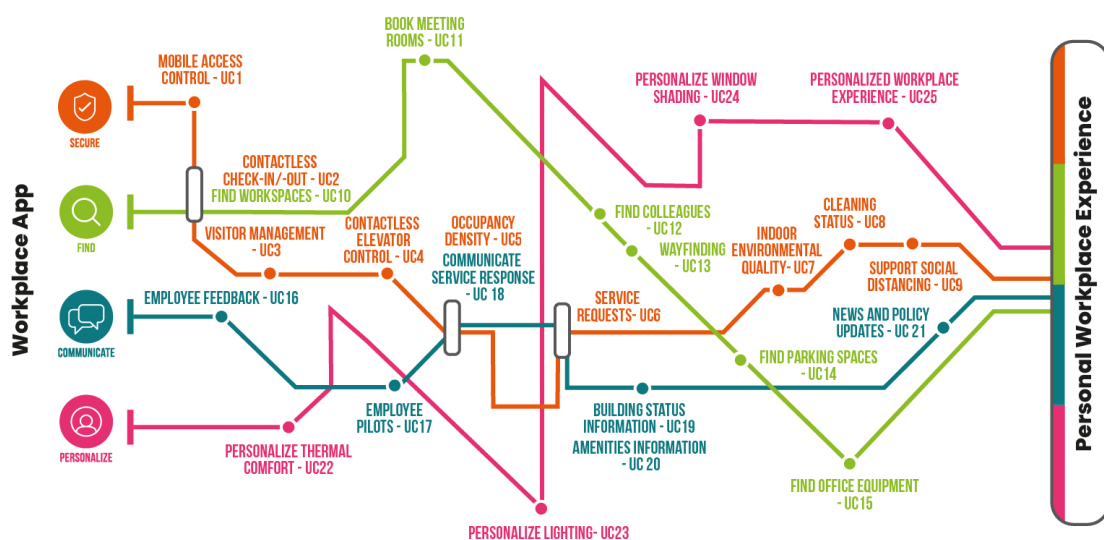 BOOK MEETING
ROOMS - UC11
MOBILE ACCESS
CONTROL - UC1
PERSONALIZE WINDOW
SHADING - UC24
PERSONALIZED WORKPLACE
EXPERIENCE - UC25
SECURE
CONTACTLESS
CHECK-IN/-OUT - UC2
FIND WORKSPACES - UC10
FIND
VISITOR MANAGEMENT
- UC3
CONTACTLESS
ELEVATOR
CONTROL - UC4
OCCUPANCY
DENSITY - UC5
COMMUNICATE
SERVICE RESPONSE
- UC 18
FIND COLLEAGUES
- UC12
WAYFINDING
- UC13
INDOOR
ENVIRONMENTAL
QUALITY- UC7
CLEANING
STATUS - UC8
SUPPORT SOCIAL
DISTANCING - UC9
Workplace App
Personal Workplace Experience
EMPLOYEE FEEDBACK - UC16
COMMUNICATE
SERVICE
REQUESTS- UC6
NEWS AND POLICY
UPDATES - UC 21
FIND PARKING SPACES
- UC14
EMPLOYEE
PILOTS - UC17
BUILDING STATUS
INFORMATION - UC19
AMENITIES INFORMATION
- UC 20
PERSONALIZE
PERSONALIZE THERMAL
COMFORT - UC22
FIND OFFICE EQUIPMENT
- UC15
PERSONALIZE LIGHTING- UC23